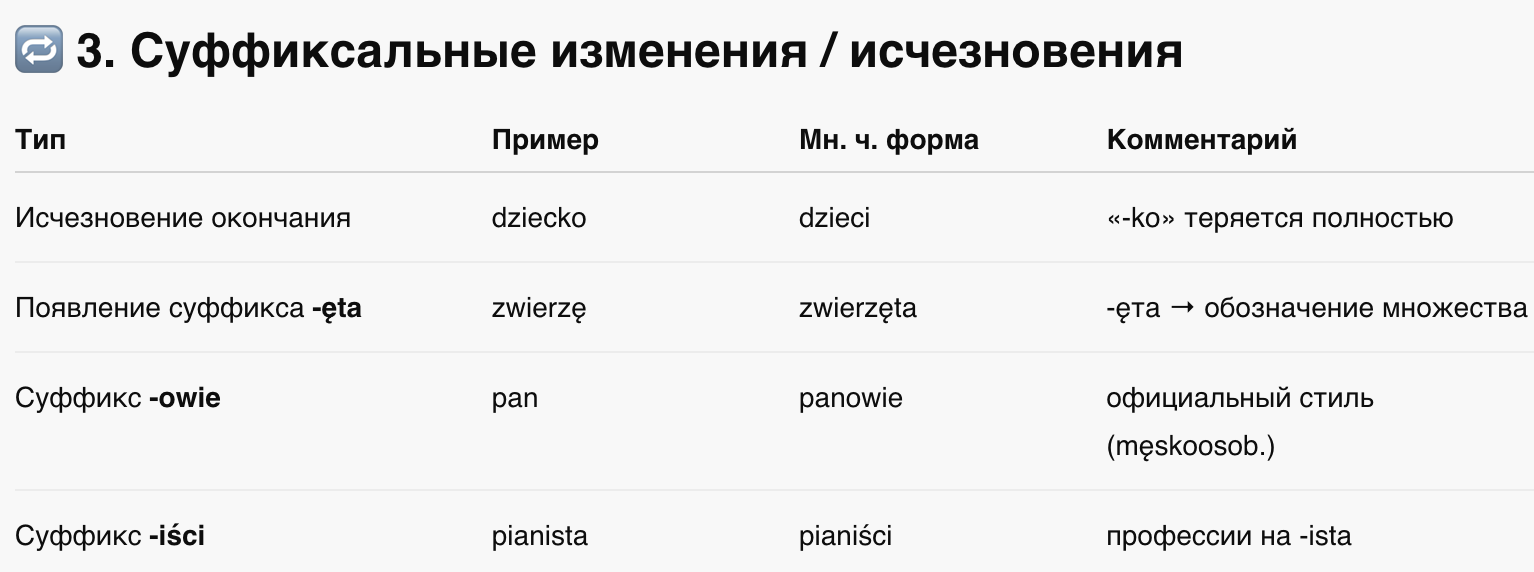 🔁 3. Суффиксальные изменения / исчезновения
Тип Пример Мн. ч. форма Комментарий
Исчезновение окончания dziecko dzieci «-ko» теряется полностью
Появление суффикса -ęta zwierzę zwierzęta -ęта → обозначение множества
Суффикс -owie pan panowie официальный стиль
(męskoosob.)
Суффикс -iści pianista pianiści профессии на -ista